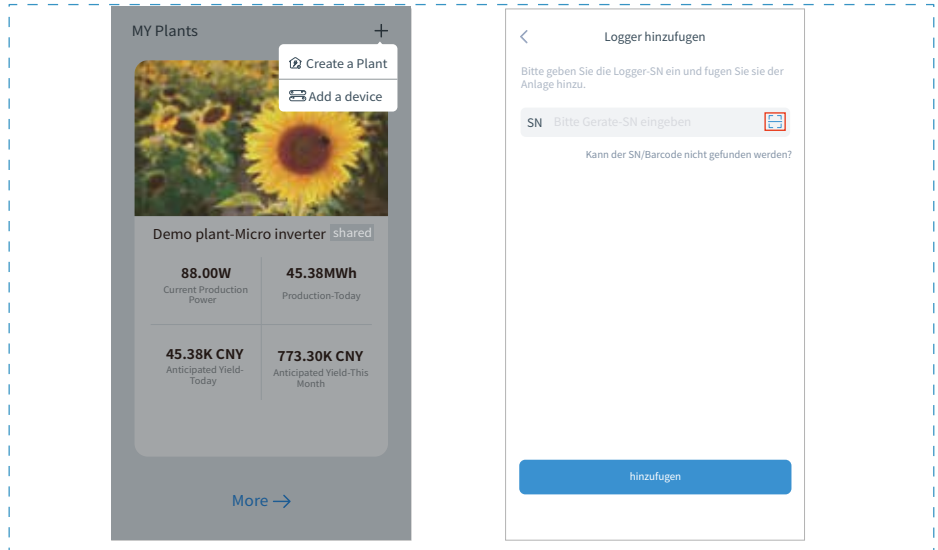 MY Plants
Create a Plant
Add a device
Demo plant-Micro inverter shared
88.00W
Current Production
Power
45.38MWh
Production-Today
45.38K CNY
Anticipated Yield-
Today
773.30K CNY
Anticipated Yield-This
Month
More
Logger hinzufugen
Bitte geben Sie die Logger-SN ein und fugen Sie sie der
Anlage hinzu.
SN Bitte Gerate-SN eingeben
Kann der SN/Barcode nicht gefunden werden?
hinzufugen